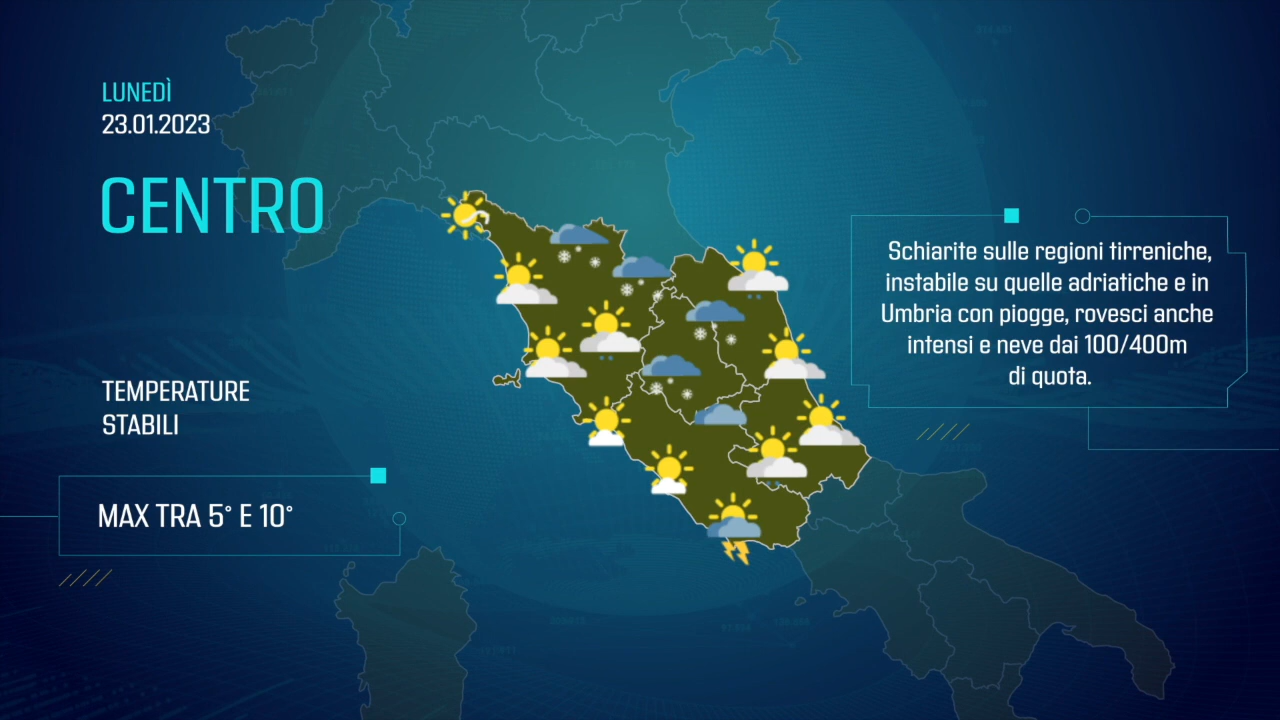 LUNEDÌ
23.01.2023
CENTRO
Schiarite sulle regioni tirreniche,
instabile su quelle adriatiche e in
Umbria con piogge, rovesci anche
intensi e neve dai 100/400m
di quota.
TEMPERATURE
STABILI
MAX TRA 5° E 10°